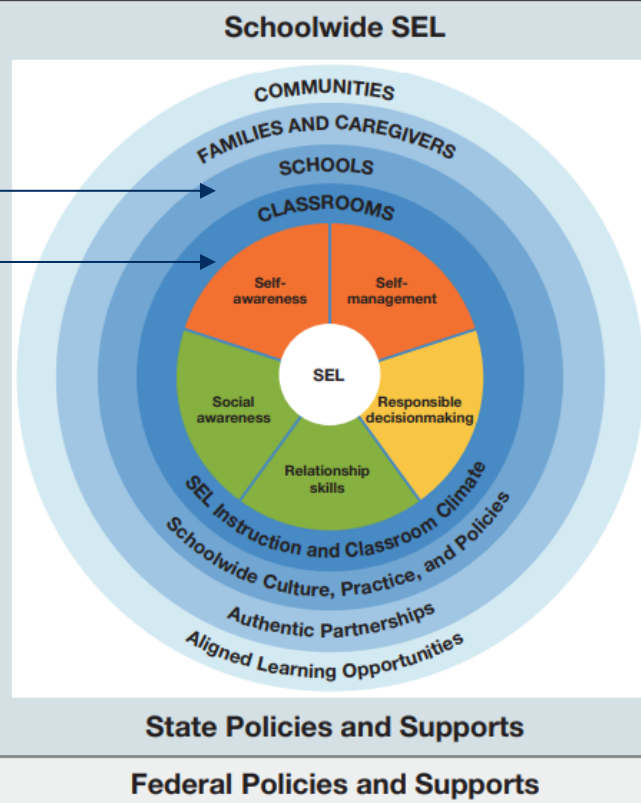 Schoolwide SEL
COMMUNITIES
FAMILIES AND CAREGIVERS
SCHOOLS
CLASSROOMS
Self-
awareness
Self-
management
SEL
Social
awareness
Responsible
decisionmaking
Relationship
skills
SEL Instruction and Classroom Climate
Schoolwide Culture, Practice, and Policies
Authentic Partnerships
Aligned Learning Opportunities
State Policies and Supports
Federal Policies and Supports